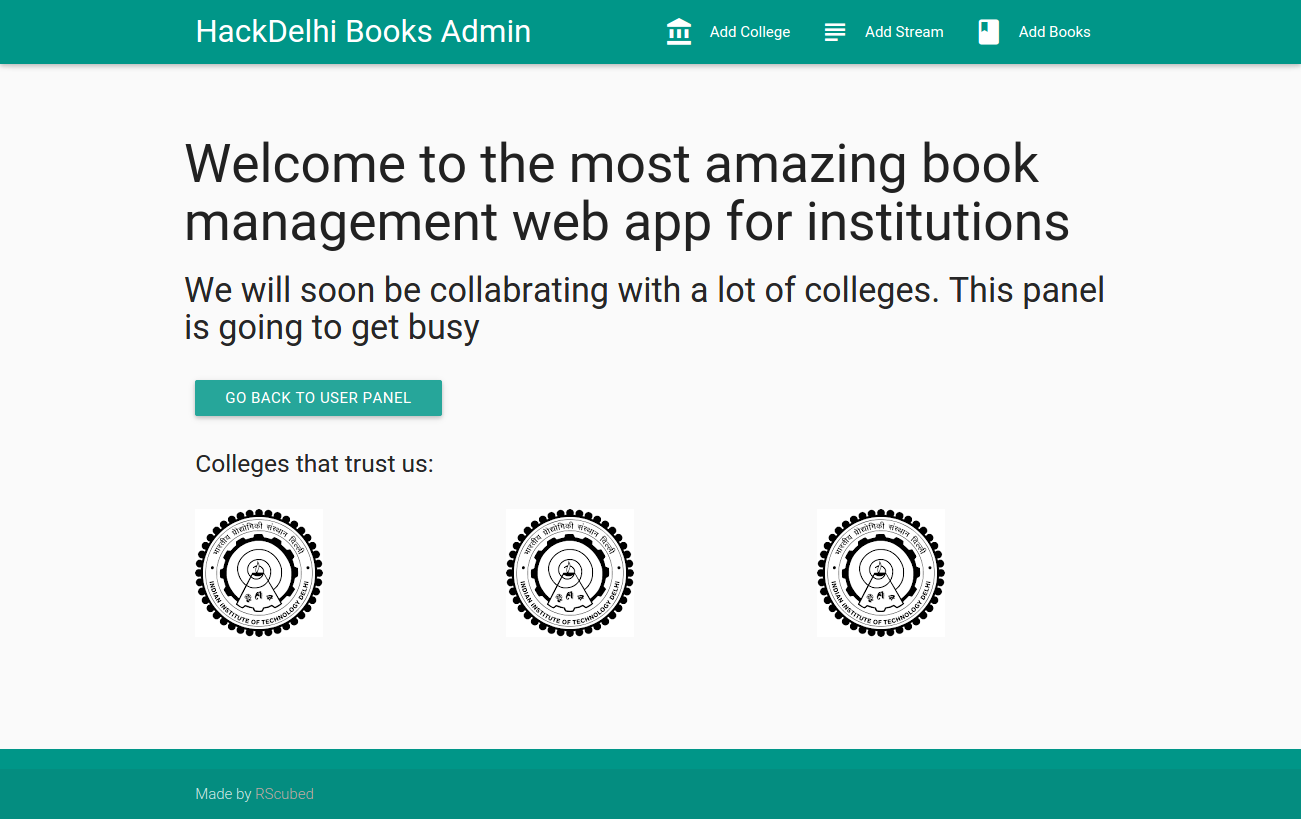 HackDelhi Books Admin
Add College
Add Stream
Add Books
Welcome to the most amazing book
management web app for institutions
We will soon be collabrating with a lot of colleges. This panel
is going to get busy
GO BACK TO USER PANEL
Colleges that trust us:
भारतीय प्रौद्योगिकी संस्थान दिल्ली
INDIAN INSTITUTE OF TECHNOLOGY DELHI
भारतीय प्रौद्योगिकी संस्थान दिल्ली
INDIAN INSTITUTE OF TECHNOLOGY DELHI
भारतीय प्रौद्योगिकी संस्थान दिल्ली
INDIAN INSTITUTE OF TECHNOLOGY DELHI
Made by RScubed